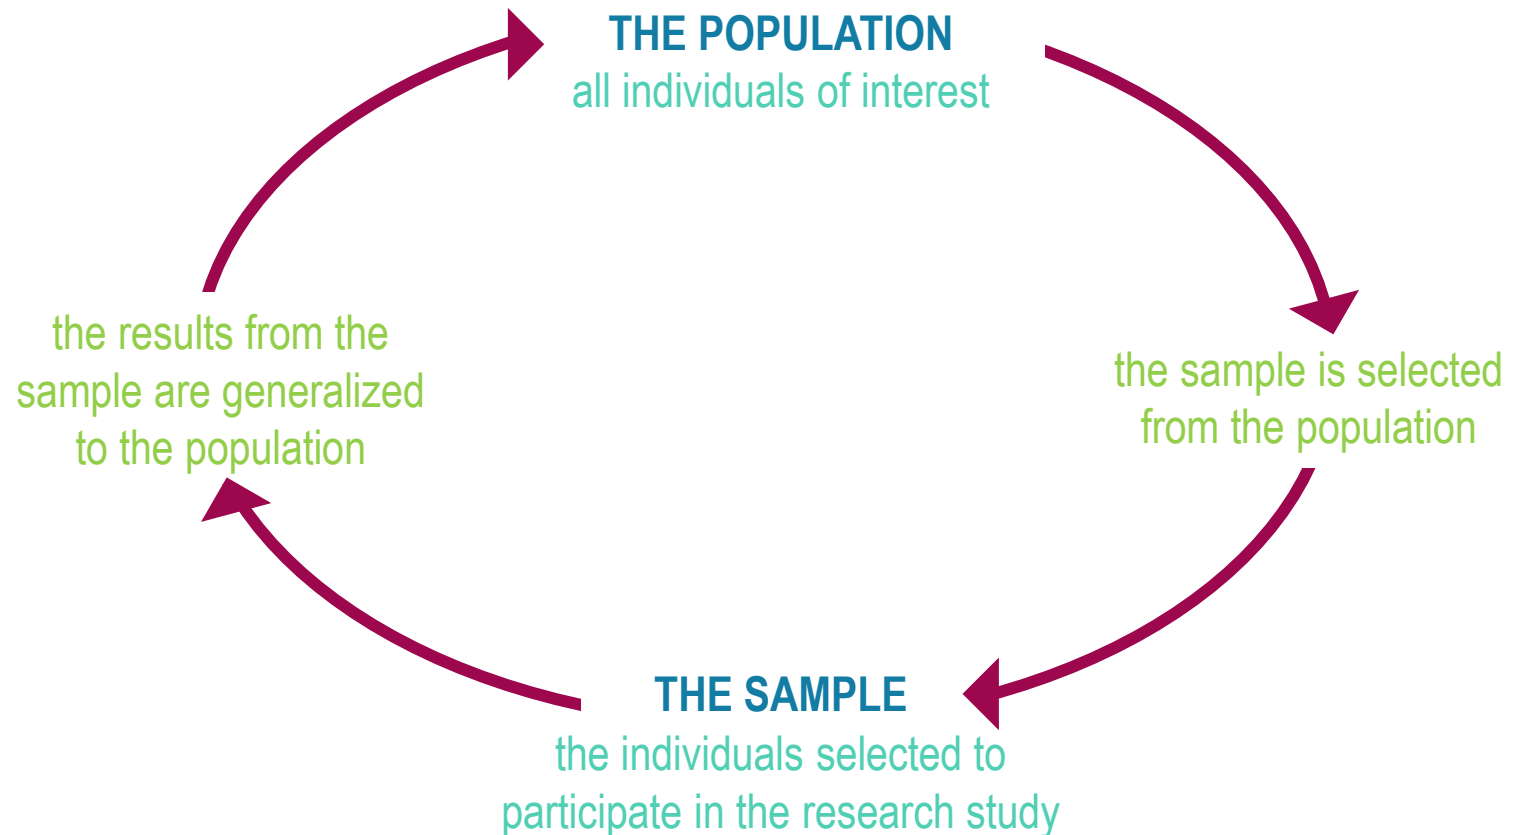 THE POPULATION
all individuals of interest
the sample is selected
from the population
THE SAMPLE
the individuals selected to
participate in the research study
the results from the
sample are generalized
to the population